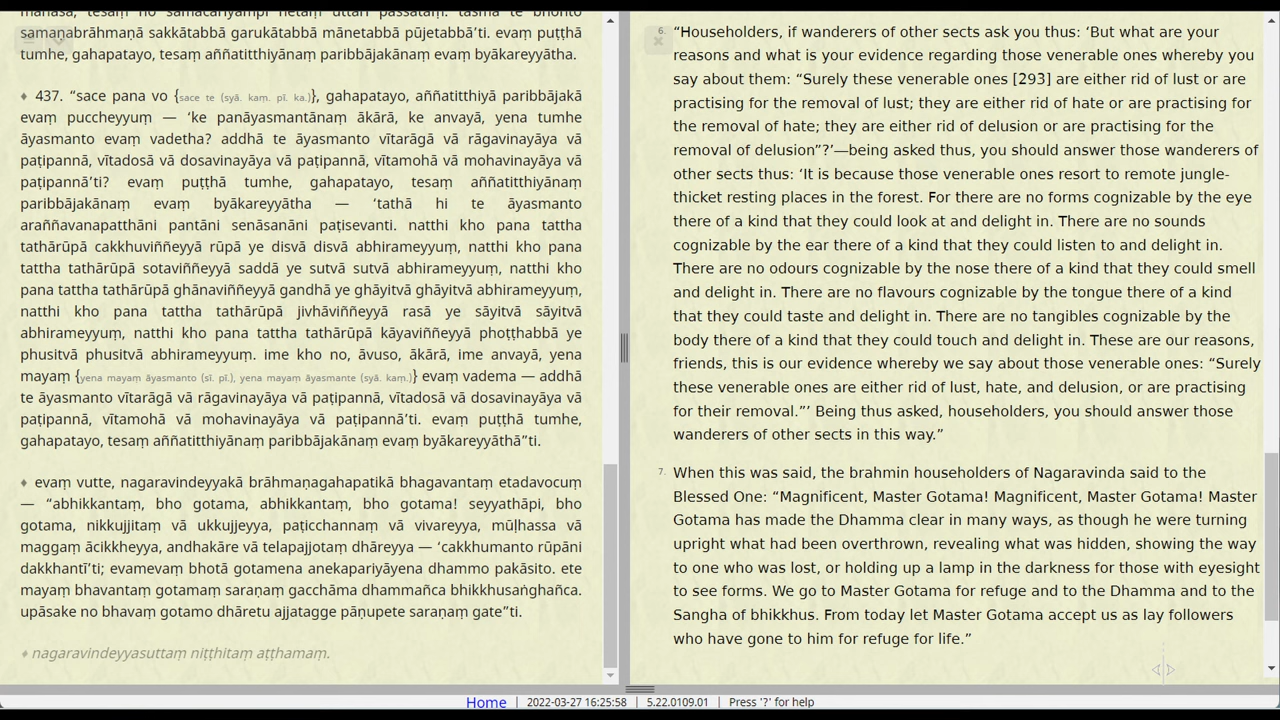 manasā, tesaṃ no samacariyampi hetaṃ uttari passataṃ. tasmā te bhonto
samaṇabrāhmaṇā sakkātabbā garukātabbā mānetabbā pūjetabbā’ti. evaṃ puṭṭhā
tumhe, gahapatayo, tesaṃ aññatitthiyānaṃ paribbājakānaṃ evaṃ byākareyyātha.
♦ 437. “sace pana vo {sace te (syā. kaṃ. pī. ka.)}, gahapatayo, aññatitthiyā paribbājakā
evaṃ puccheyyuṃ — ‘ke panāyasmantānaṃ ākārā, ke anvayā, yena tumhe
āyasmanto evaṃ vadetha? addhā te āyasmanto vītarāgā vā rāgavinayāya vā
paṭipannā, vītadosā vā dosavinayāya vā paṭipannā, vītamohā vā mohavinayāya vā
paṭipannā’ti? evaṃ puṭṭhā tumhe, gahapatayo, tesaṃ aññatitthiyānaṃ
paribbājakānaṃ evaṃ byākareyyātha — ‘tathā hi te āyasmanto
araññavanapatthāni pantāni senāsanāni paṭisevanti. natthi kho pana tattha
tathārūpā cakkhuviññeyyā rūpā ye disvā disvā abhirameyyuṃ, natthi kho pana
tattha tathārūpā sotaviññeyyā saddā ye sutvā sutvā abhirameyyuṃ, natthi kho
pana tattha tathārūpā ghānaviññeyyā gandhā ye ghāyitvā ghāyitvā abhirameyyuṃ,
natthi kho pana tattha tathārūpā jivhāviññeyyā rasā ye sāyitvā sāyitvā
abhirameyyuṃ, natthi kho pana tattha tathārūpā kāyaviññeyyā phoṭṭhabbā ye
phusitvā phusitvā abhirameyyuṃ. ime kho no, āvuso, ākārā, ime anvayā, yena
mayaṃ {yena mayaṃ āyasmanto (sī. pī.), yena mayaṃ āyasmante (syā. kaṃ.)} evaṃ vadema — addhā
te āyasmanto vītarāgā vā rāgavinayāya vā paṭipannā, vītadosā vā dosavinayāya vā
paṭipannā, vītamohā vā mohavinayāya vā paṭipannā’ti. evaṃ puṭṭhā tumhe,
gahapatayo, tesaṃ aññatitthiyānaṃ paribbājakānaṃ evaṃ byākareyyāthā”ti.
♦ evaṃ vutte, nagaravindeyyakā brāhmaṇagahapatikā bhagavantaṃ etadavocuṃ
— “abhikkantaṃ, bho gotama, abhikkantaṃ, bho gotama! seyyathāpi, bho
gotama, nikkujjitaṃ vā ukkujjeyya, paṭicchannaṃ vā vivareyya, mūḷhassa vā
maggaṃ ācikkheyya, andhakāre vā telapajjotaṃ dhāreyya — ‘cakkhumanto rūpāni
dakkhantī’ti; evamevaṃ bhotā gotamena anekapariyāyena dhammo pakāsito. ete
mayaṃ bhavantaṃ gotamaṃ saraṇaṃ gacchāma dhammañca bhikkhusaṅghañca.
upāsake no bhavaṃ gotamo dhāretu ajjatagge pāṇupete saraṇaṃ gate”ti.
♦ nagaravindeyyasuttaṃ niṭṭhitaṃ aṭṭhamaṃ.
6. “Householders, if wanderers of other sects ask you thus: ‘But what are your
reasons and what is your evidence regarding those venerable ones whereby you
say about them: “Surely these venerable ones [293] are either rid of lust or are
practising for the removal of lust; they are either rid of hate or are practising for
the removal of hate; they are either rid of delusion or are practising for the
removal of delusion”?’—being asked thus, you should answer those wanderers of
other sects thus: ‘It is because those venerable ones resort to remote jungle-
thicket resting places in the forest. For there are no forms cognizable by the eye
there of a kind that they could look at and delight in. There are no sounds
cognizable by the ear there of a kind that they could listen to and delight in.
There are no odours cognizable by the nose there of a kind that they could smell
and delight in. There are no flavours cognizable by the tongue there of a kind
that they could taste and delight in. There are no tangibles cognizable by the
body there of a kind that they could touch and delight in. These are our reasons,
friends, this is our evidence whereby we say about those venerable ones: “Surely
these venerable ones are either rid of lust, hate, and delusion, or are practising
for their removal.”’ Being thus asked, householders, you should answer those
wanderers of other sects in this way.”
7. When this was said, the brahmin householders of Nagaravinda said to the
Blessed One: “Magnificent, Master Gotama! Magnificent, Master Gotama! Master
Gotama has made the Dhamma clear in many ways, as though he were turning
upright what had been overthrown, revealing what was hidden, showing the way
to one who was lost, or holding up a lamp in the darkness for those with eyesight
to see forms. We go to Master Gotama for refuge and to the Dhamma and to the
Sangha of bhikkhus. From today let Master Gotama accept us as lay followers
who have gone to him for refuge for life.”
Home | 2022-03-27 16:25:58 | 5.22.0109.01 | Press '?' for help